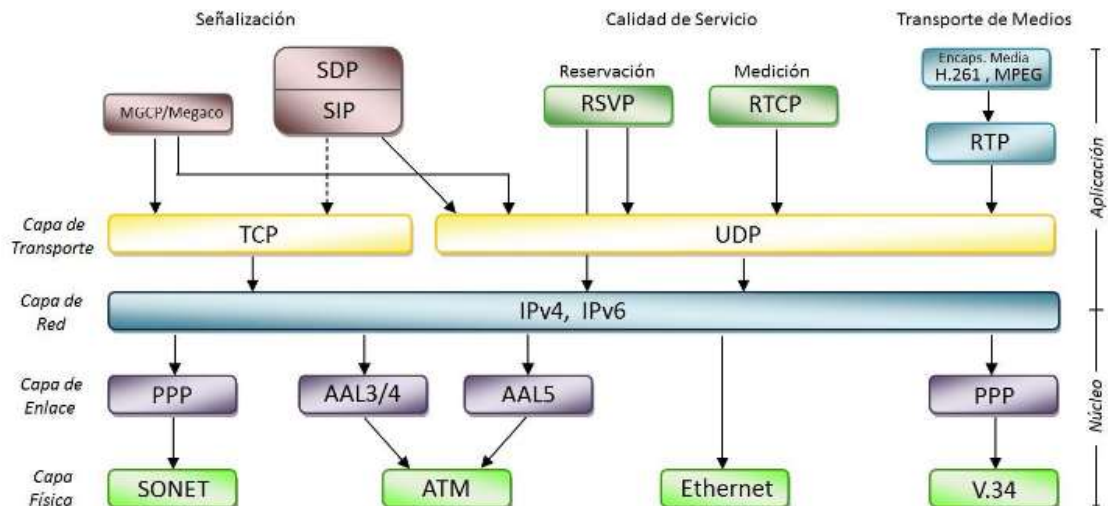 Señalización
Calidad de Servicio
Transporte de Medios
SDP
SIP
MGCP/Megaco
Reservación
RSVP
Medición
RTCP
Encaps. Media
H.261 , MPEG
RTP
Aplicación
Capa de
Transporte
TCP
UDP
Capa de
Red
IPv4, IPv6
Capa de
Enlace
PPP
AAL3/4
AAL5
PPP
Núcleo
Capa
Física
SONET
ATM
Ethernet
V.34